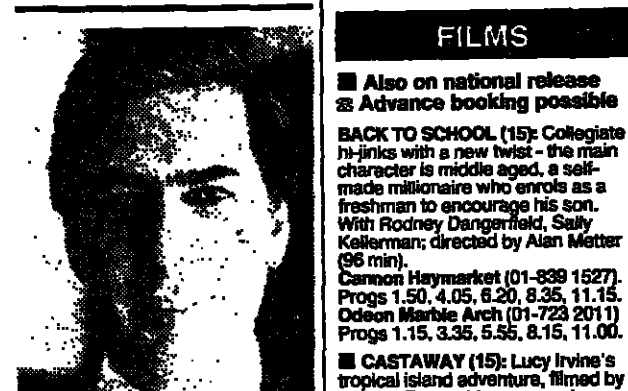 FILMS
■ Also on national release
☎ Advance booking possible
BACK TO SCHOOL (15): Collegiate
hi-jinks with a new twist - the main
character is middle aged, a self-
made millionaire who enrols as a
freshman to encourage his son.
With Rodney Dangerfield, Sally
Kellerman; directed by Alan Metter
(96 min).
Cannon Haymarket (01-839 1527).
Progs 1.50, 4.05, 6.20, 8.35, 11.15.
Odeon Marble Arch (01-723 2011)
Progs 1.15, 3.35, 5.55, 8.15, 11.00.
■ CASTAWAY (15): Lucy Irvine's
tropical island adventure, filmed by